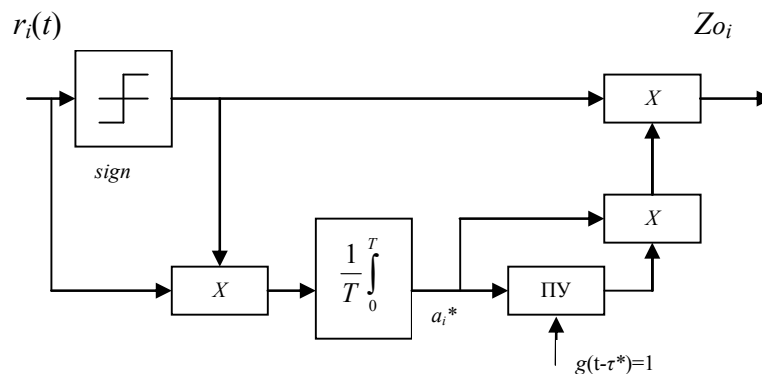 rᵢ(t)
Zoᵢ
X
sign
X
1/T ∫₀ᵀ
X
ПУ
aᵢ*
g(t-τ*)=1